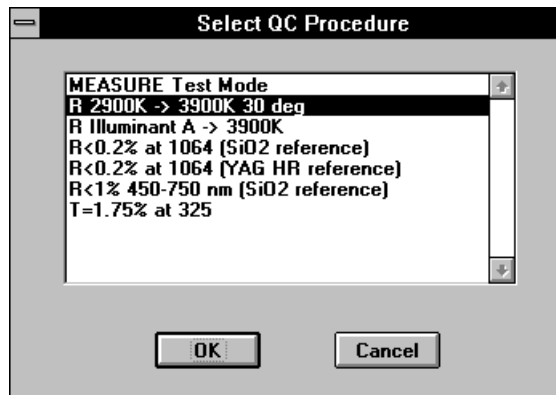 Select QC Procedure
MEASURE Test Mode
R 2900K -> 3900K 30 deg
R Illuminant A -> 3900K
R<0.2% at 1064 (SiO2 reference)
R<0.2% at 1064 (YAG HR reference)
R<1% 450-750 nm (SiO2 reference)
T=1.75% at 325
OK
Cancel